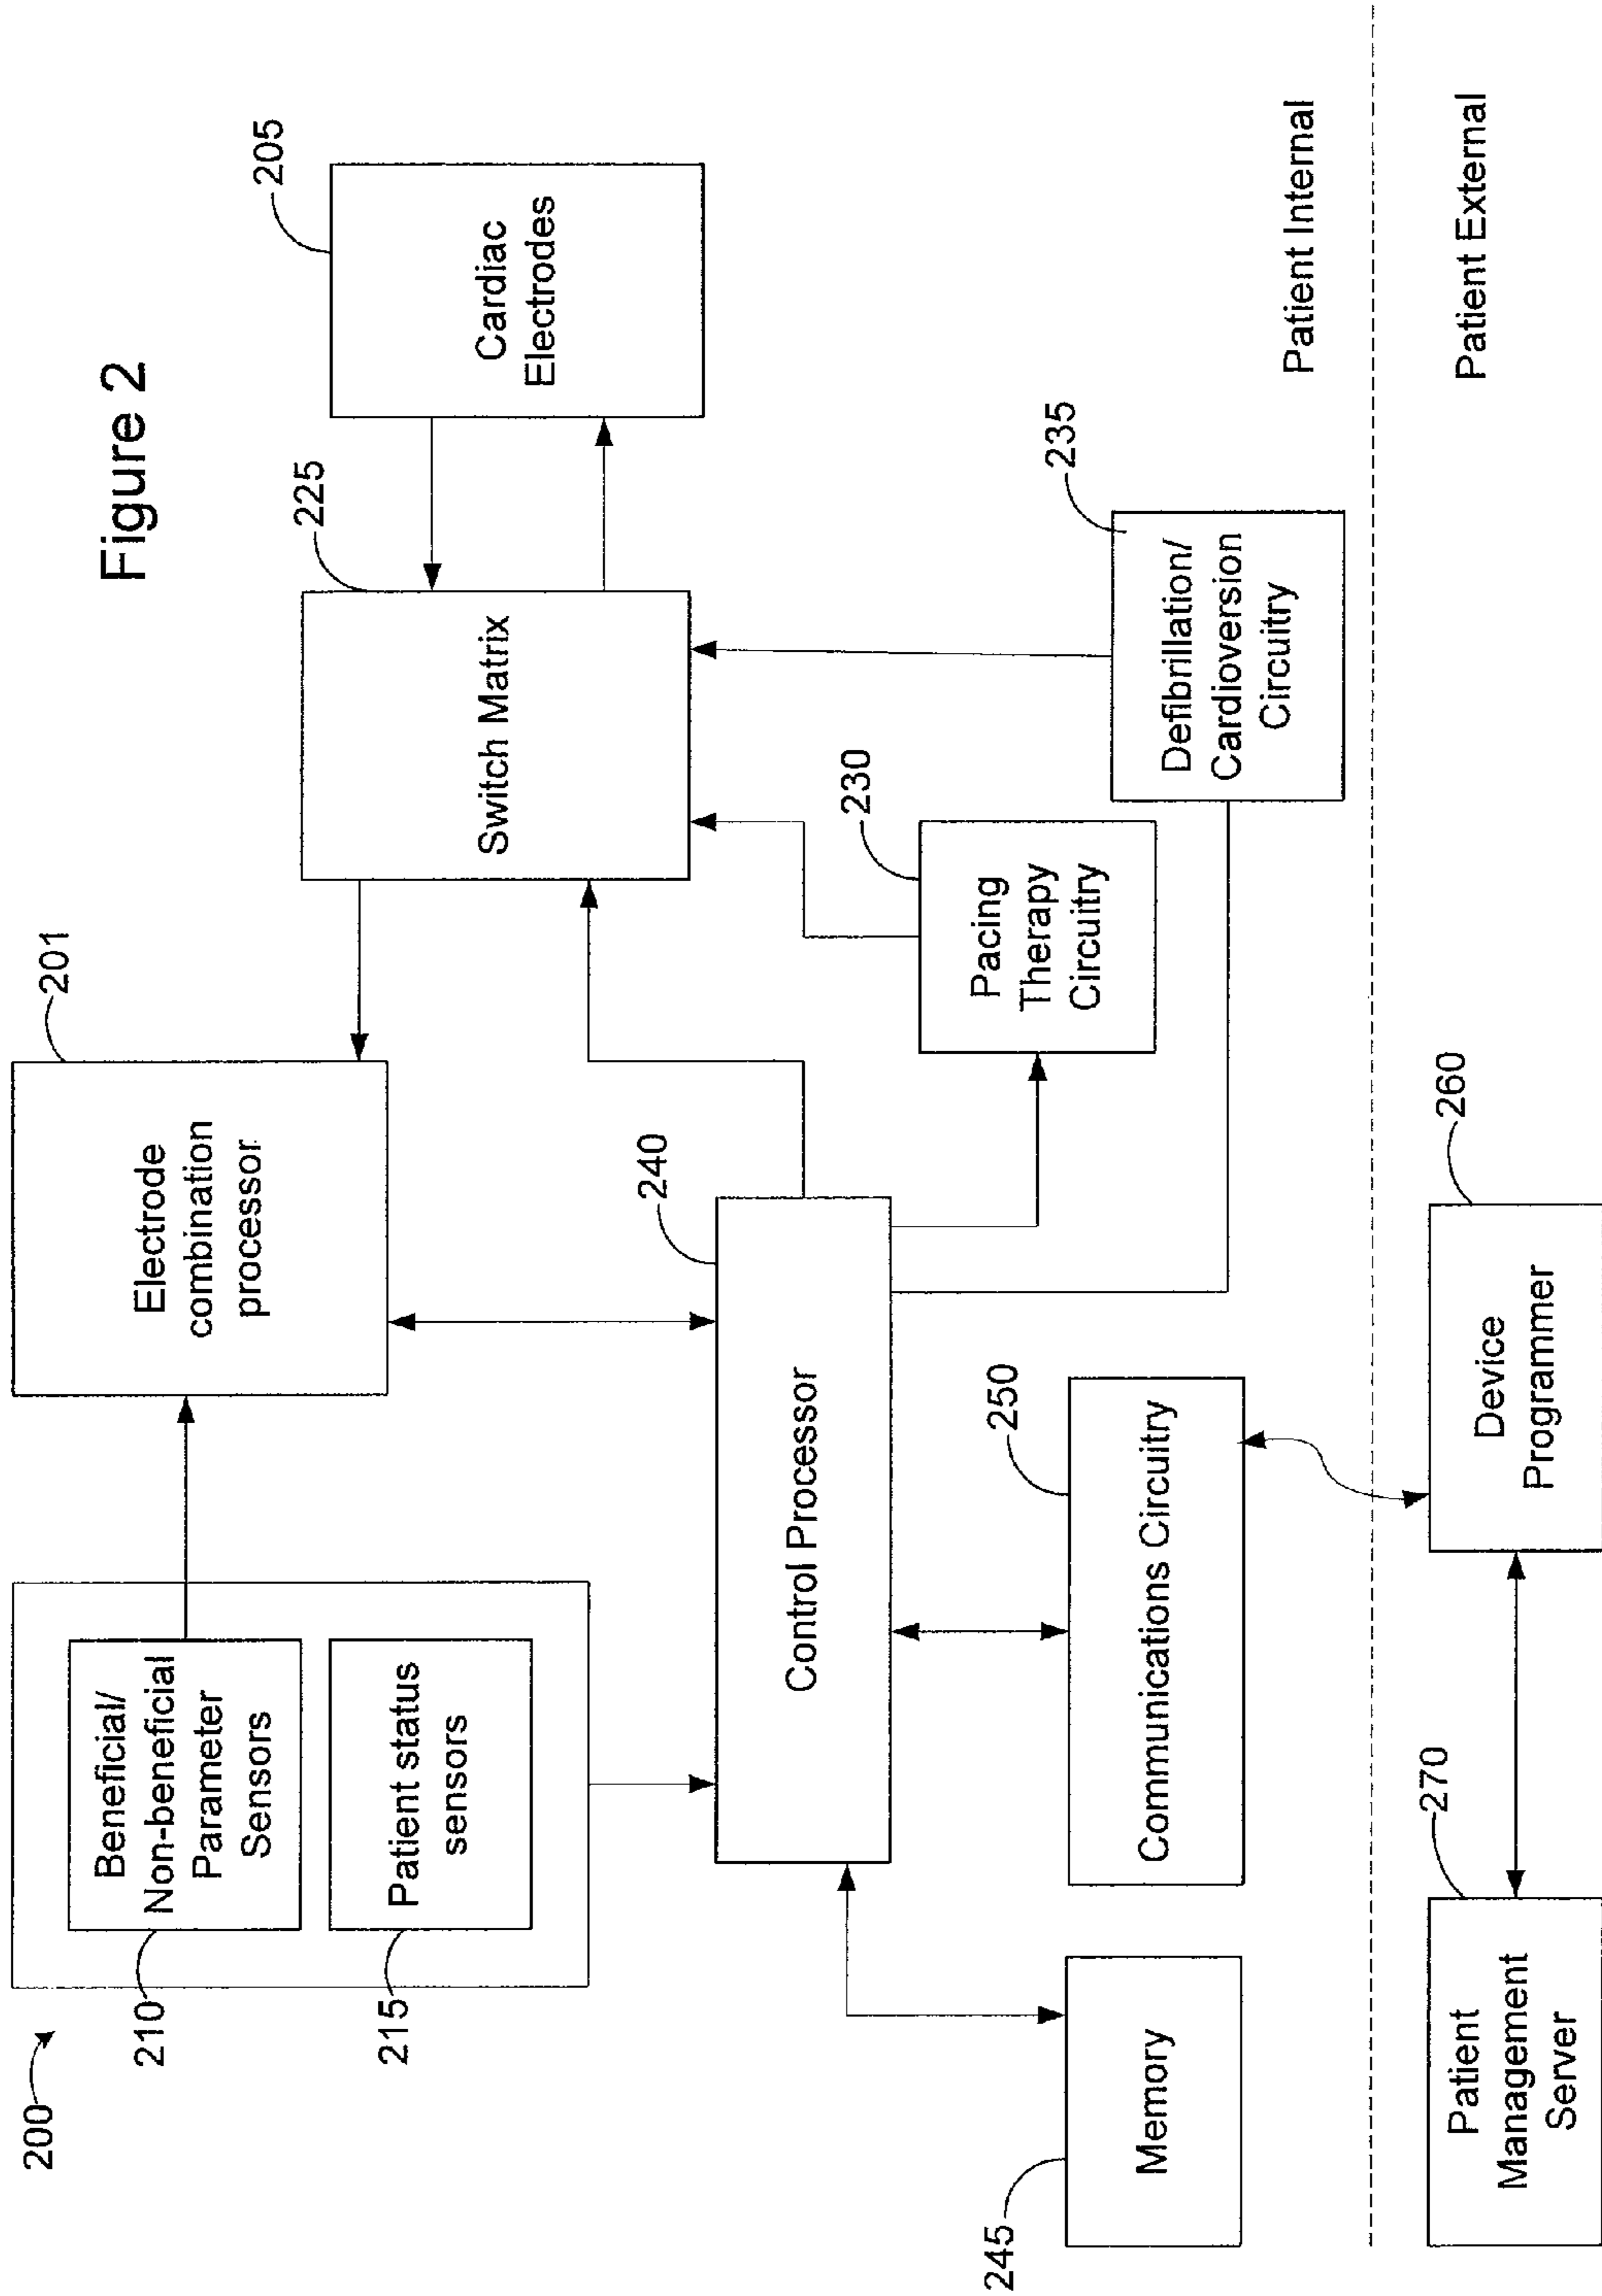 Figure 2
200
210
Beneficial/
Non-beneficial
Parameter
Sensors
215
Patient status
sensors
201
Electrode
combination
processor
225
Switch Matrix
205
Cardiac
Electrodes
240
Control Processor
230
Pacing
Therapy
Circuitry
235
Defibrillation/
Cardioversion
Circuitry
245
Memory
250
Communications Circuitry
Patient Internal
Patient External
270
Patient
Management
Server
260
Device
Programmer